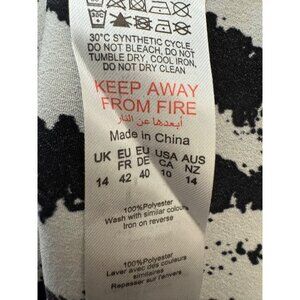 30°C SYNTHETIC CYCLE,
DO NOT BLEACH, DO NOT
TUMBLE DRY, COOL IRON,
DO NOT DRY CLEAN
KEEP AWAY
FROM FIRE
أبعدها عن النار
Made in China
UK EU EU USA AUS
FR DE CA NZ
14 42 40 10 14
100%Polyester
Wash with similar colours
Iron on reverse
100%Polyester
Laver avec des couleurs
similaires
Repasser sur l'envers